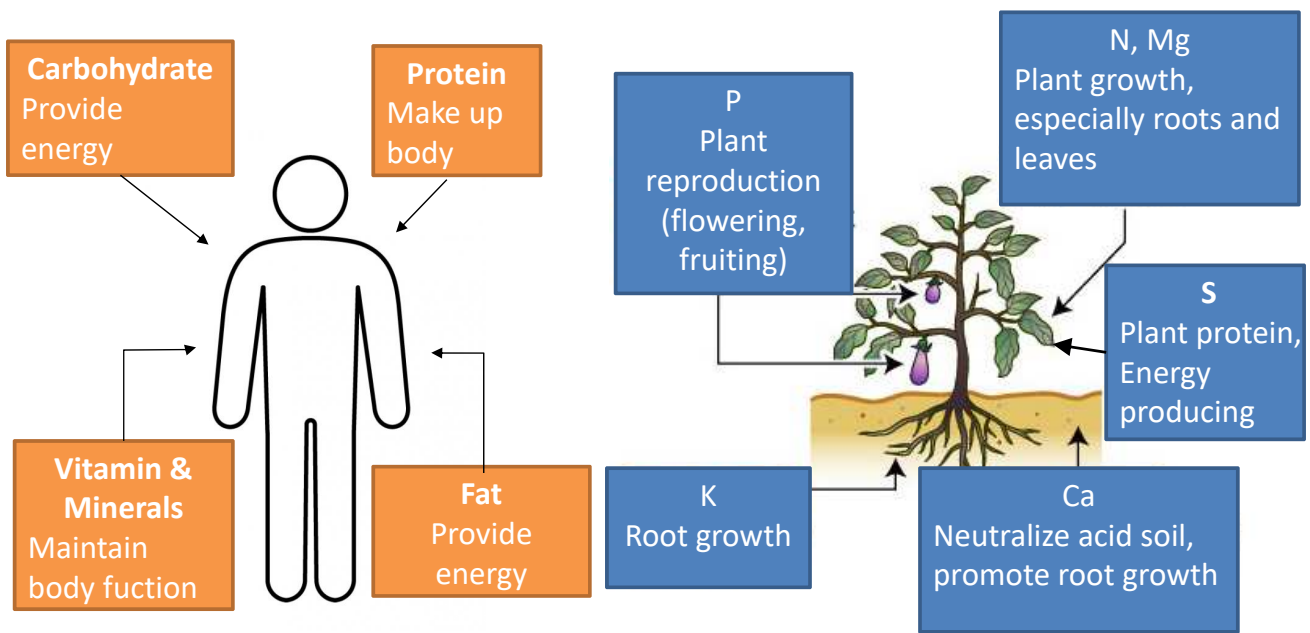 Carbohydrate
Provide
energy
Protein
Make up
body
Vitamin &
Minerals
Maintain
body fuction
Fat
Provide
energy
P
Plant
reproduction
(flowering,
fruiting)
N, Mg
Plant growth,
especially roots and
leaves
S
Plant protein,
Energy
producing
K
Root growth
Ca
Neutralize acid soil,
promote root growth